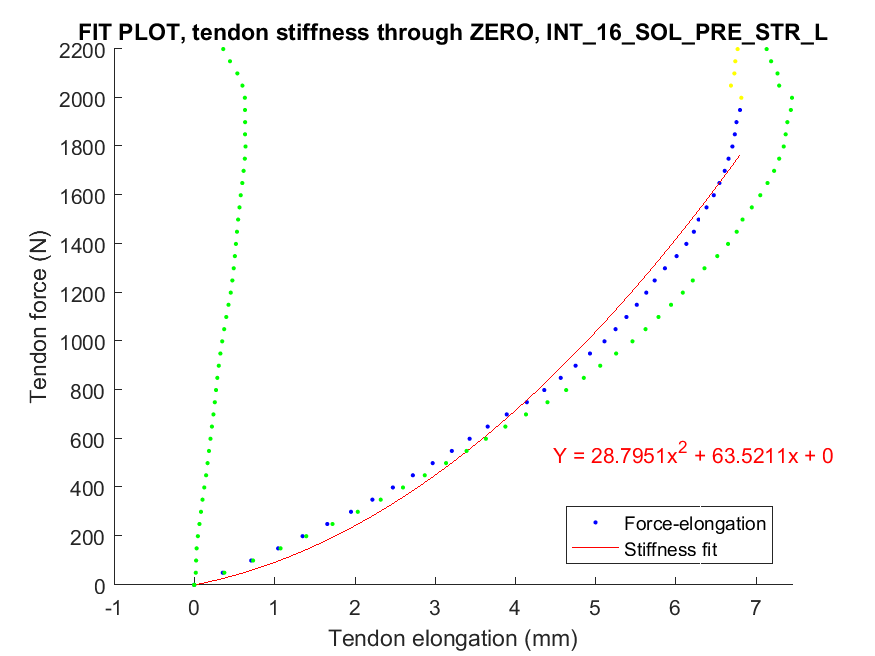 FIT PLOT, tendon stiffness through ZERO, INT_16_SOL_PRE_STR_L
2200
2000
1800
1600
1400
1200
1000
800
600
400
200
0
Tendon force (N)
Y = 28.7951x² + 63.5211x + 0
Force-elongation
Stiffness fit
-1 0 1 2 3 4 5 6 7
Tendon elongation (mm)